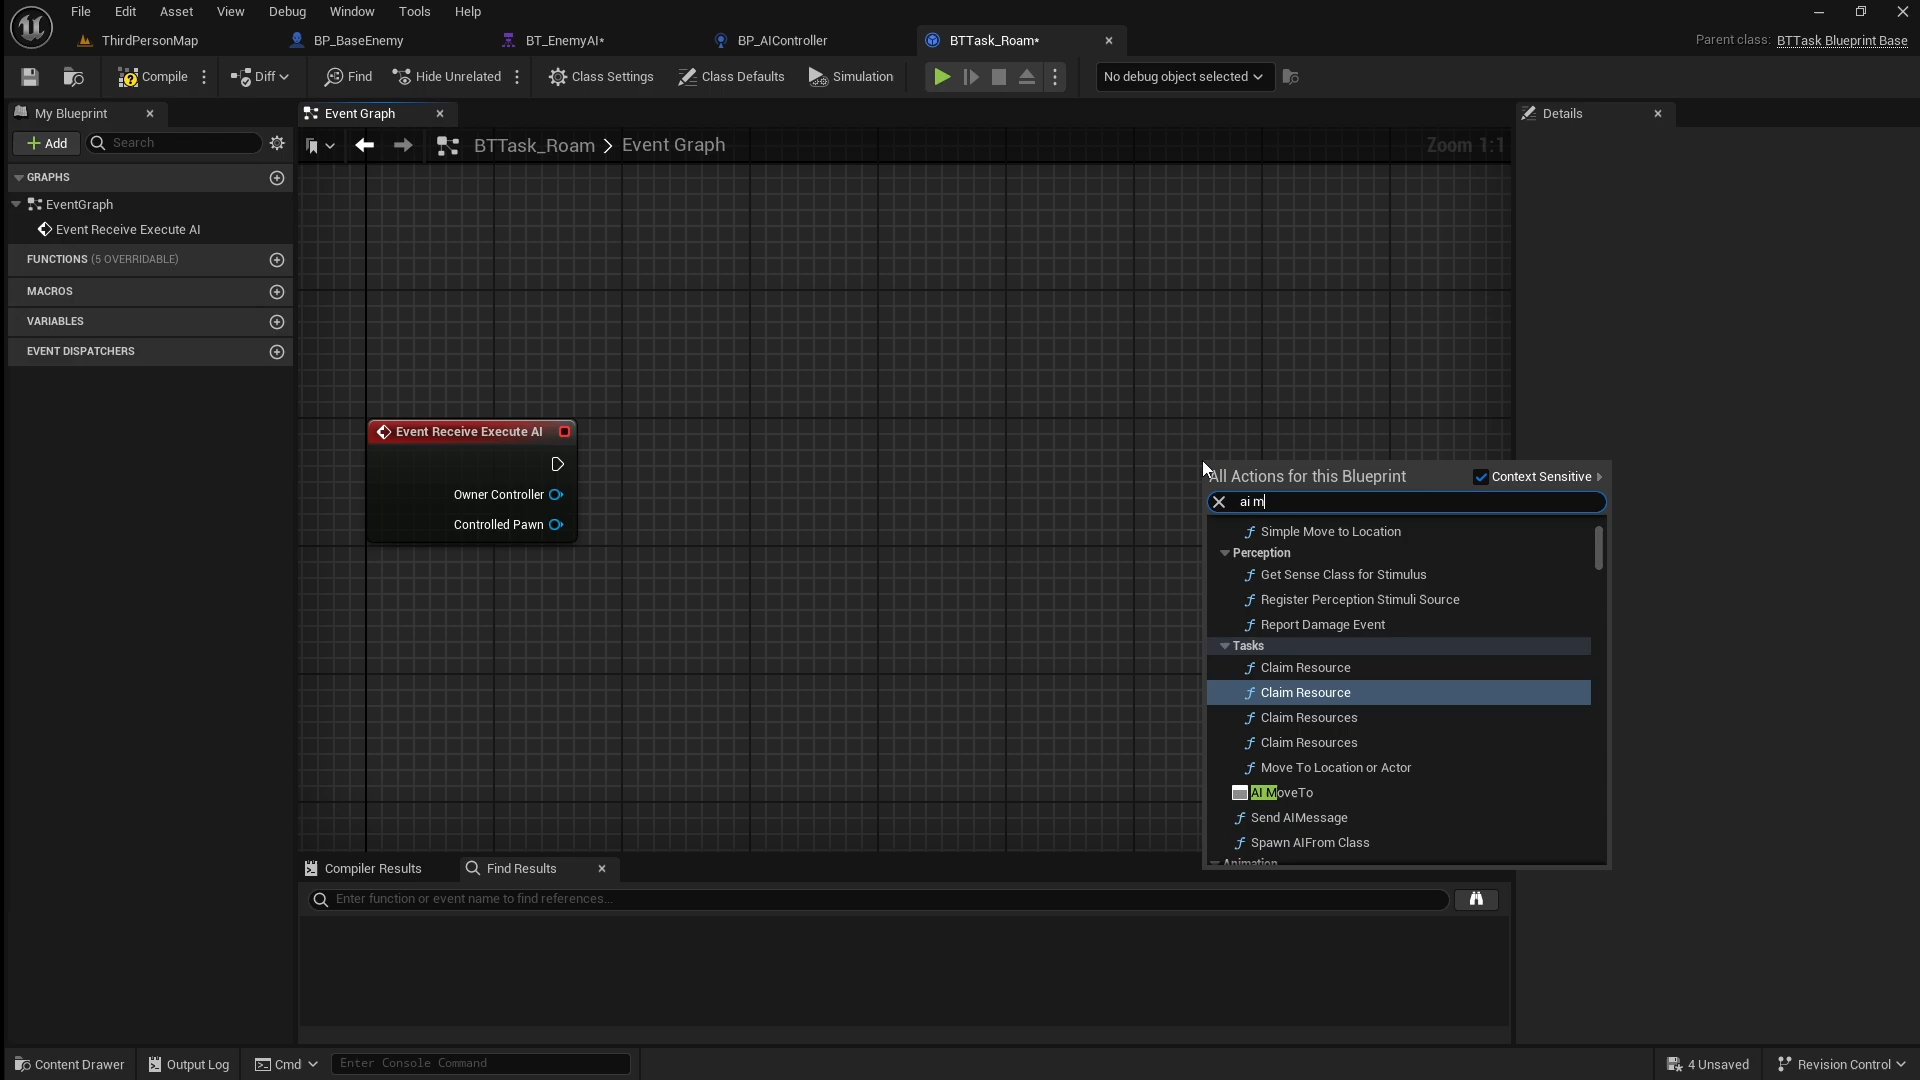 File Edit Asset View Debug Window Tools Help
ThirdPersonMap BP_BaseEnemy BT_EnemyAI* BP_AIController BTTask_Roam* Parent class: BTTask Blueprint Base
Compile Diff Find Hide Unrelated Class Settings Class Defaults Simulation No debug object selected
My Blueprint Event Graph Details
Add Search BTTask_Roam > Event Graph Zoom 1:1
GRAPHS
EventGraph
Event Receive Execute AI
FUNCTIONS (5 OVERRIDABLE)
MACROS
VARIABLES
EVENT DISPATCHERS
Event Receive Execute AI
Owner Controller
Controlled Pawn
All Actions for this Blueprint Context Sensitive
ai m
Simple Move to Location
Perception
Get Sense Class for Stimulus
Register Perception Stimuli Source
Report Damage Event
Tasks
Claim Resource
Claim Resource
Claim Resources
Claim Resources
Move To Location or Actor
AI MoveTo
Send AIMessage
Spawn AIFrom Class
Animation
Compiler Results Find Results
Enter function or event name to find references...
Content Drawer Output Log Cmd Enter Console Command 4 Unsaved Revision Control